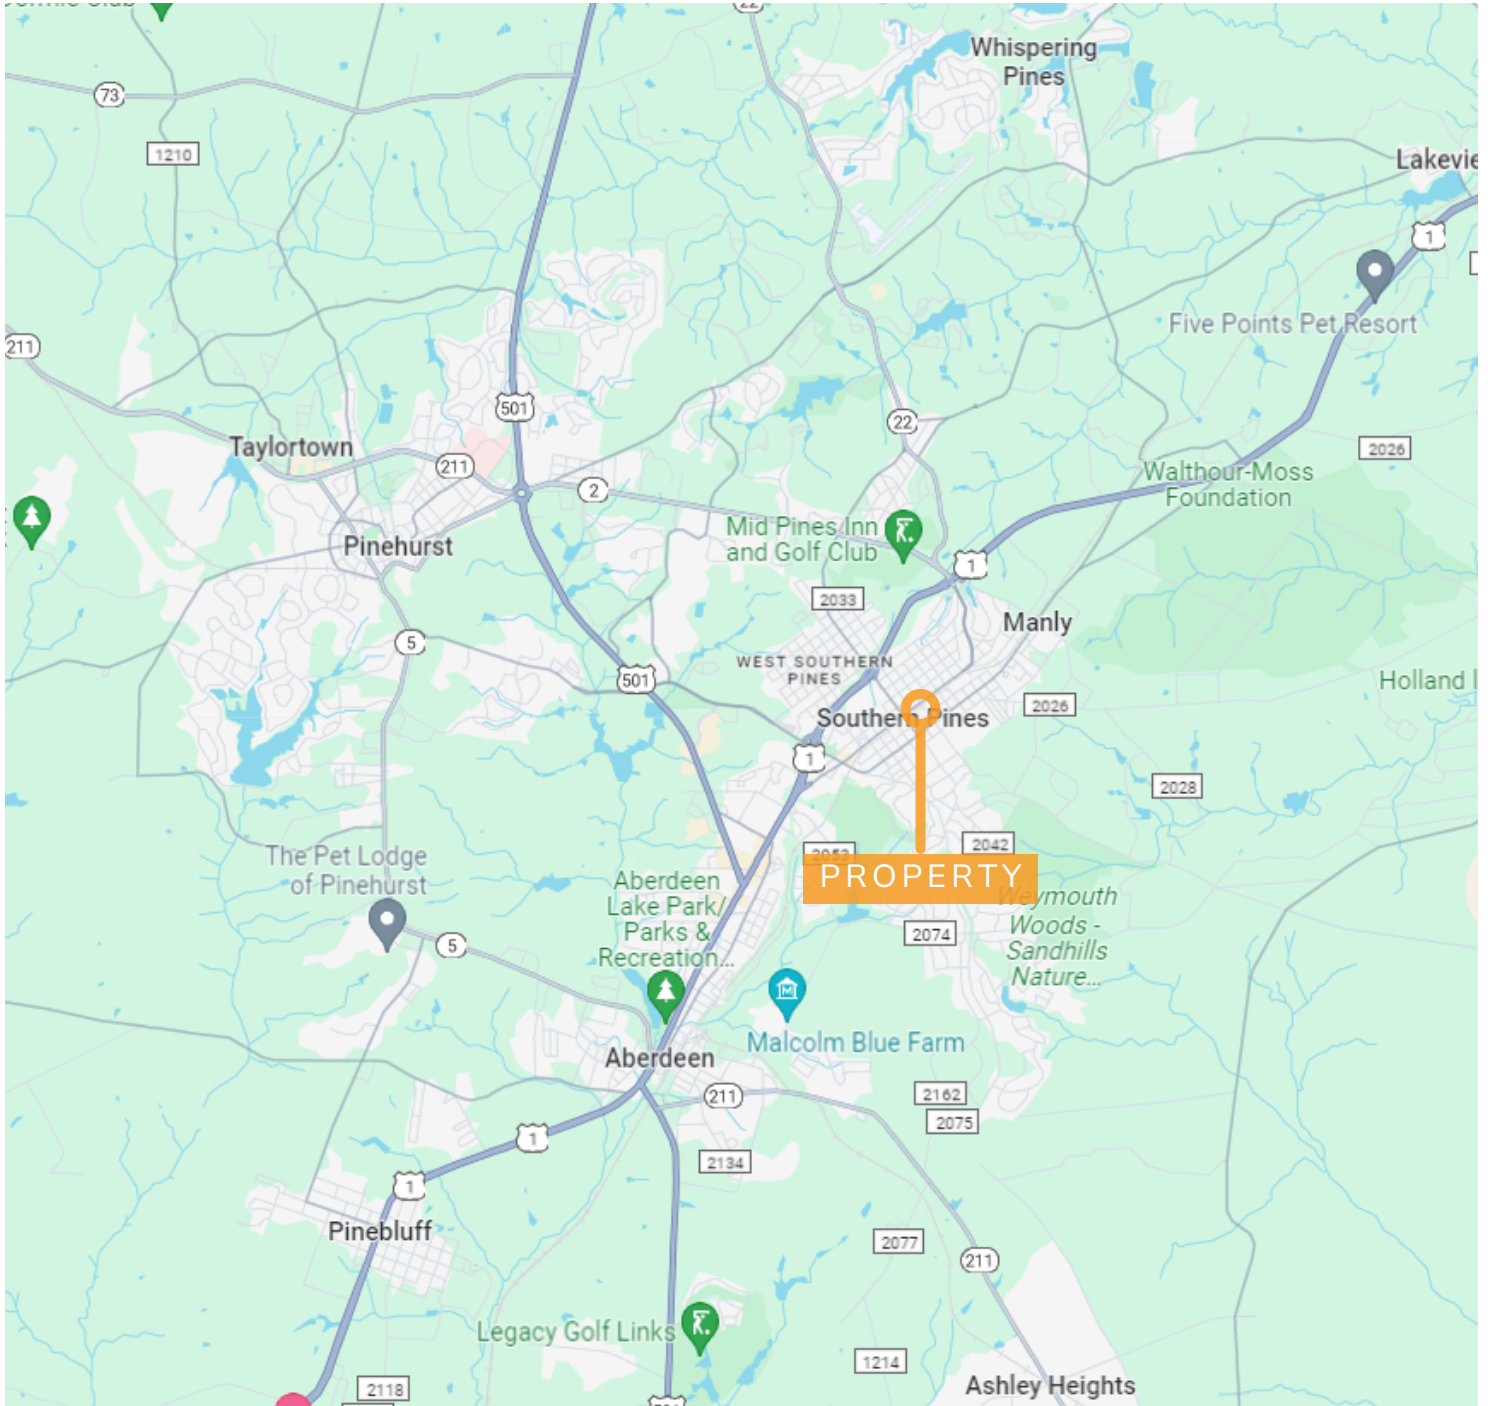 22
Whispering
Pines
73
1210
1
211
Five Points Pet Resort
501
22
Taylortown
211
2
2026
Walthour-Moss
Foundation
Mid Pines Inn
and Golf Club
Pinehurst
1
2033
Manly
5
WEST SOUTHERN
PINES
501
Holland
2026
Southern Pines
1
2028
2053
2042
The Pet Lodge
of Pinehurst
PROPERTY
Aberdeen
Lake Park/
Parks &
Recreation...
Weymouth
Woods -
Sandhills
Nature...
2074
5
Malcolm Blue Farm
Aberdeen
211
2162
2075
1
2134
1
Pinebluff
2077
211
Legacy Golf Links
1214
2118
Ashley Heights